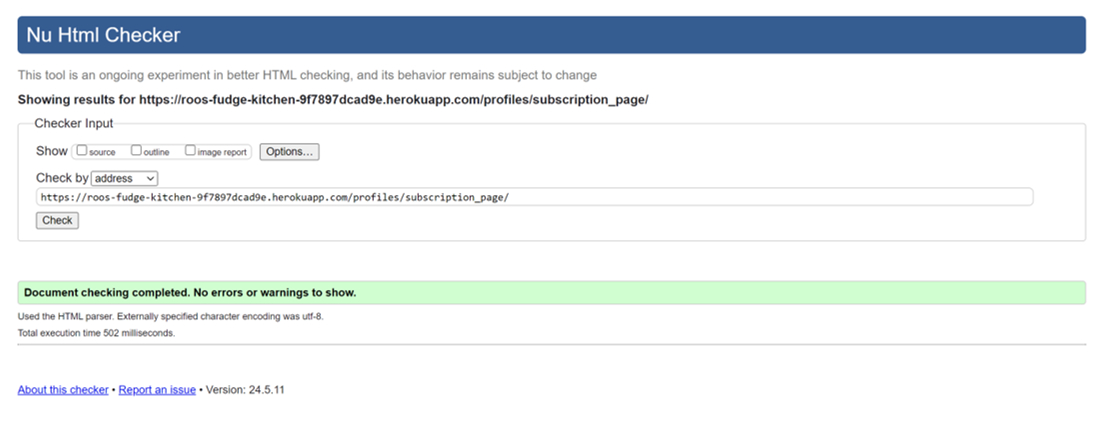 Nu Html Checker
This tool is an ongoing experiment in better HTML checking, and its behavior remains subject to change
Showing results for https://roos-fudge-kitchen-9f7897dcad9e.herokuapp.com/profiles/subscription_page/
Checker Input
Show source outline image report Options...
Check by address
https://roos-fudge-kitchen-9f7897dcad9e.herokuapp.com/profiles/subscription_page/
Check
Document checking completed. No errors or warnings to show.
Used the HTML parser. Externally specified character encoding was utf-8.
Total execution time 502 milliseconds.
About this checker • Report an issue • Version: 24.5.11